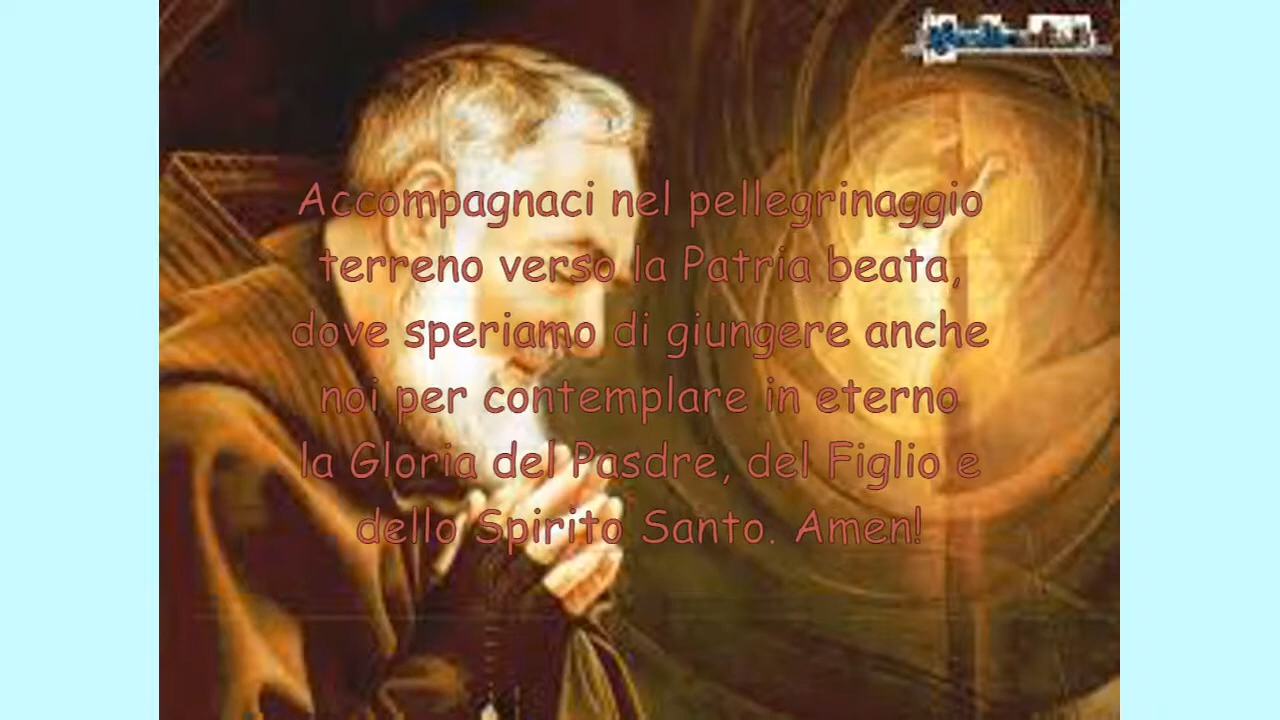 Accompagnaci nel pellegrinaggio
terreno verso la Patria beata,
dove speriamo di giungere anche
noi per contemplare in eterno
la Gloria del Pasdre, del Figlio e
dello Spirito Santo. Amen!